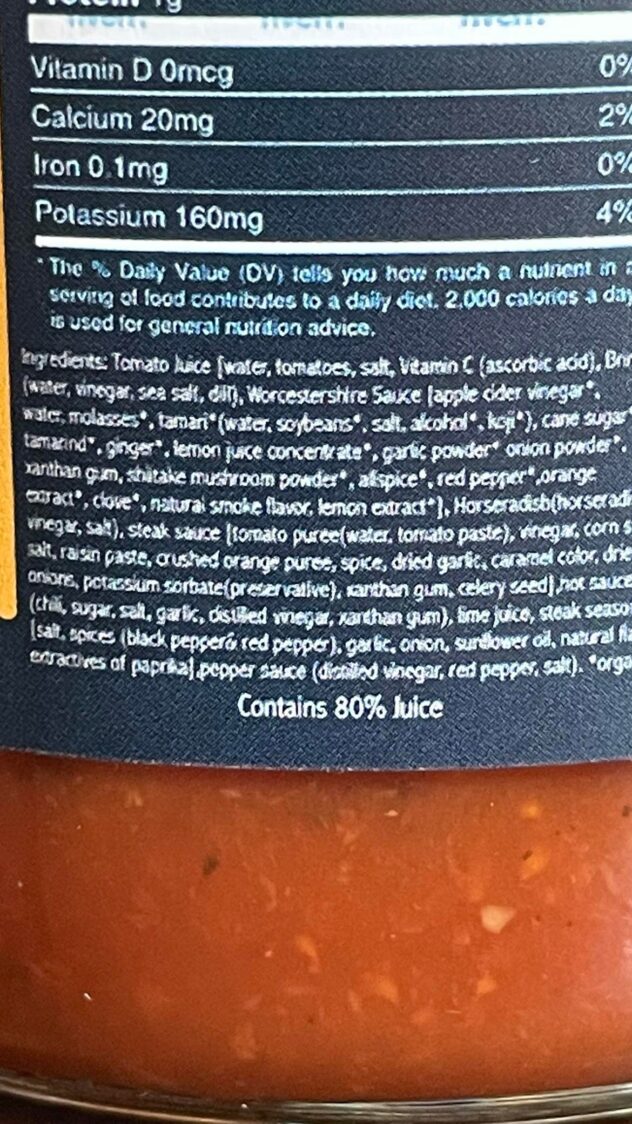 Protein 1g
Vitamin D 0mcg 0%
Calcium 20mg 2%
Iron 0.1mg 0%
Potassium 160mg 4%
*The % Daily Value (DV) tells you how much a nutrient in a
serving of food contributes to a daily diet. 2,000 calories a day
is used for general nutrition advice.
Ingredients: Tomato Juice [water, tomatoes, salt, Vitamin C (ascorbic acid),
(water, vinegar, sea salt, dill), Worcestershire Sauce [apple cider vinegar*,
water, molasses*, tamari*(water, soybeans*, salt, alcohol*, koji*), cane sugar*
tamarind*, ginger*, lemon juice concentrate*, garlic powder* onion powder*,
xanthan gum, shiitake mushroom powder*, allspice*, red pepper*,orange
extract*, clove*, natural smoke flavor, lemon extract*], Horseradish(
vinegar, salt), steak sauce [tomato puree(water, tomato paste), vinegar, corn
salt, raisin paste, crushed orange puree, spice, dried garlic, caramel color,
onions, potassium sorbate(preservative), xanthan gum, celery seed],hot sauce
(chili, sugar, salt, garlic, distilled vinegar, xanthan gum), lime juice, steak
[salt, spices (black pepper& red pepper), garlic, onion, sunflower oil, natural
extractives of paprika],pepper sauce (distilled vinegar, red pepper, salt).
Contains 80% Juice